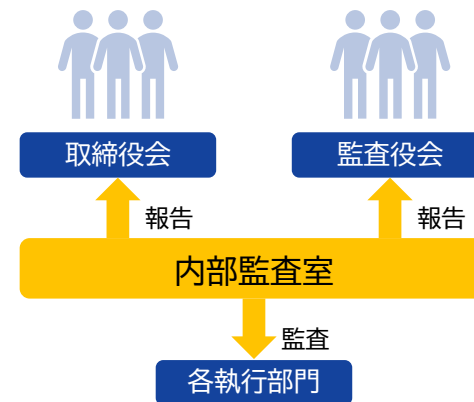 取締役会
監査役会
報告
報告
内部監査室
監査
各執行部門